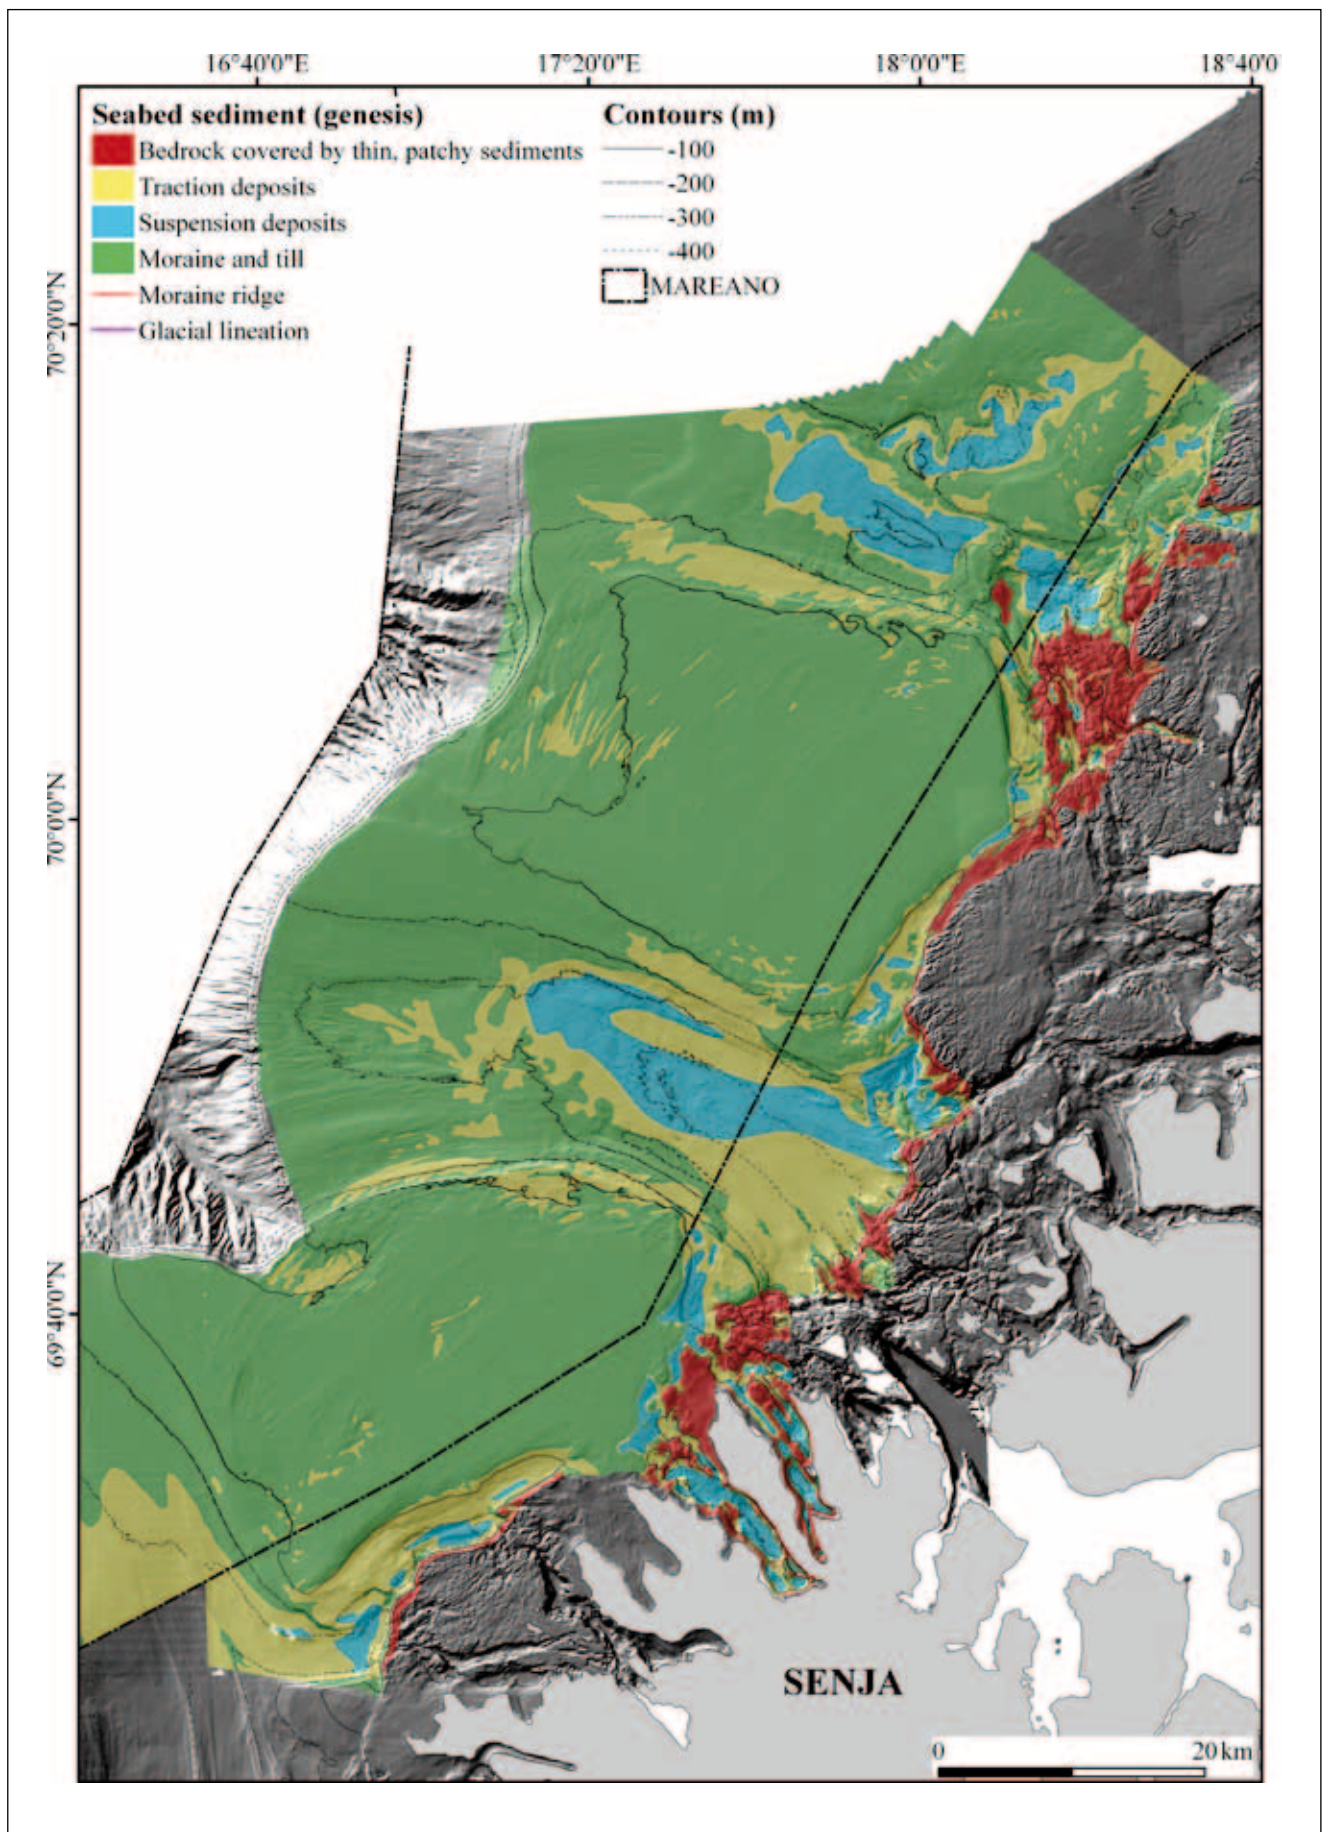 16°40'0"E 17°20'0"E 18°0'0"E 18°40'0
Seabed sediment (genesis)
Bedrock covered by thin, patchy sediments
Traction deposits
Suspension deposits
Moraine and till
Moraine ridge
Glacial lineation
Contours (m)
-100
-200
-300
-400
MAREANO
70°20'0"N
70°0'0"N
69°40'0"N
SENJA
0 20 km